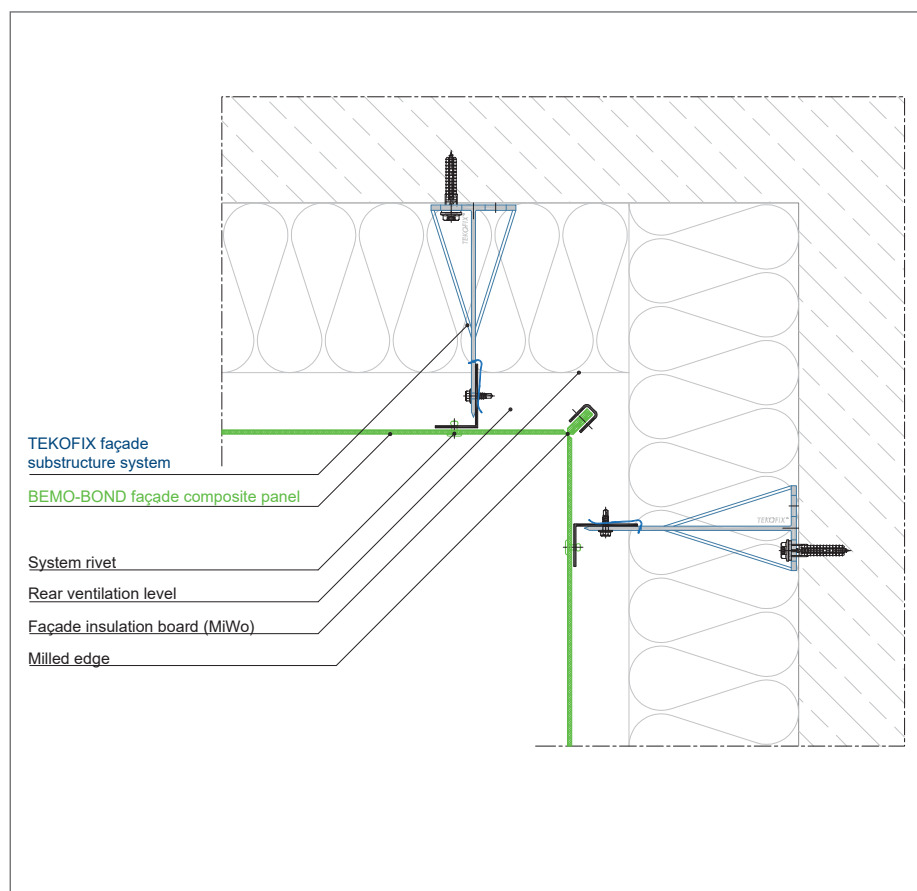 TEKOFIX
TEKOFIX façade
substructure system
BEMO-BOND façade composite panel
TEKOFIX™
System rivet
Rear ventilation level
Façade insulation board (MiWo)
Milled edge